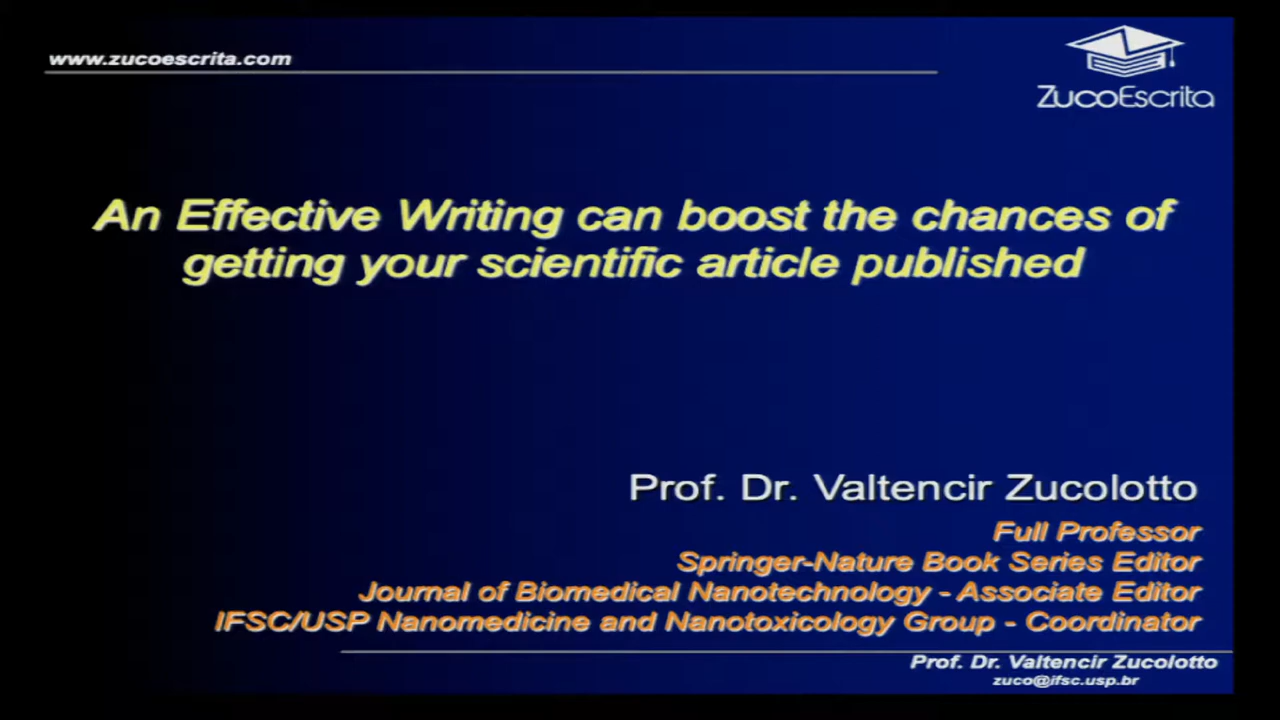 www.zucoescrita.com
ZucoEscrita
An Effective Writing can boost the chances of
getting your scientific article published
Prof. Dr. Valtencir Zucolotto
Full Professor
Springer-Nature Book Series Editor
Journal of Biomedical Nanotechnology - Associate Editor
IFSC/USP Nanomedicine and Nanotoxicology Group - Coordinator
Prof. Dr. Valtencir Zucolotto
zuco@ifsc.usp.br